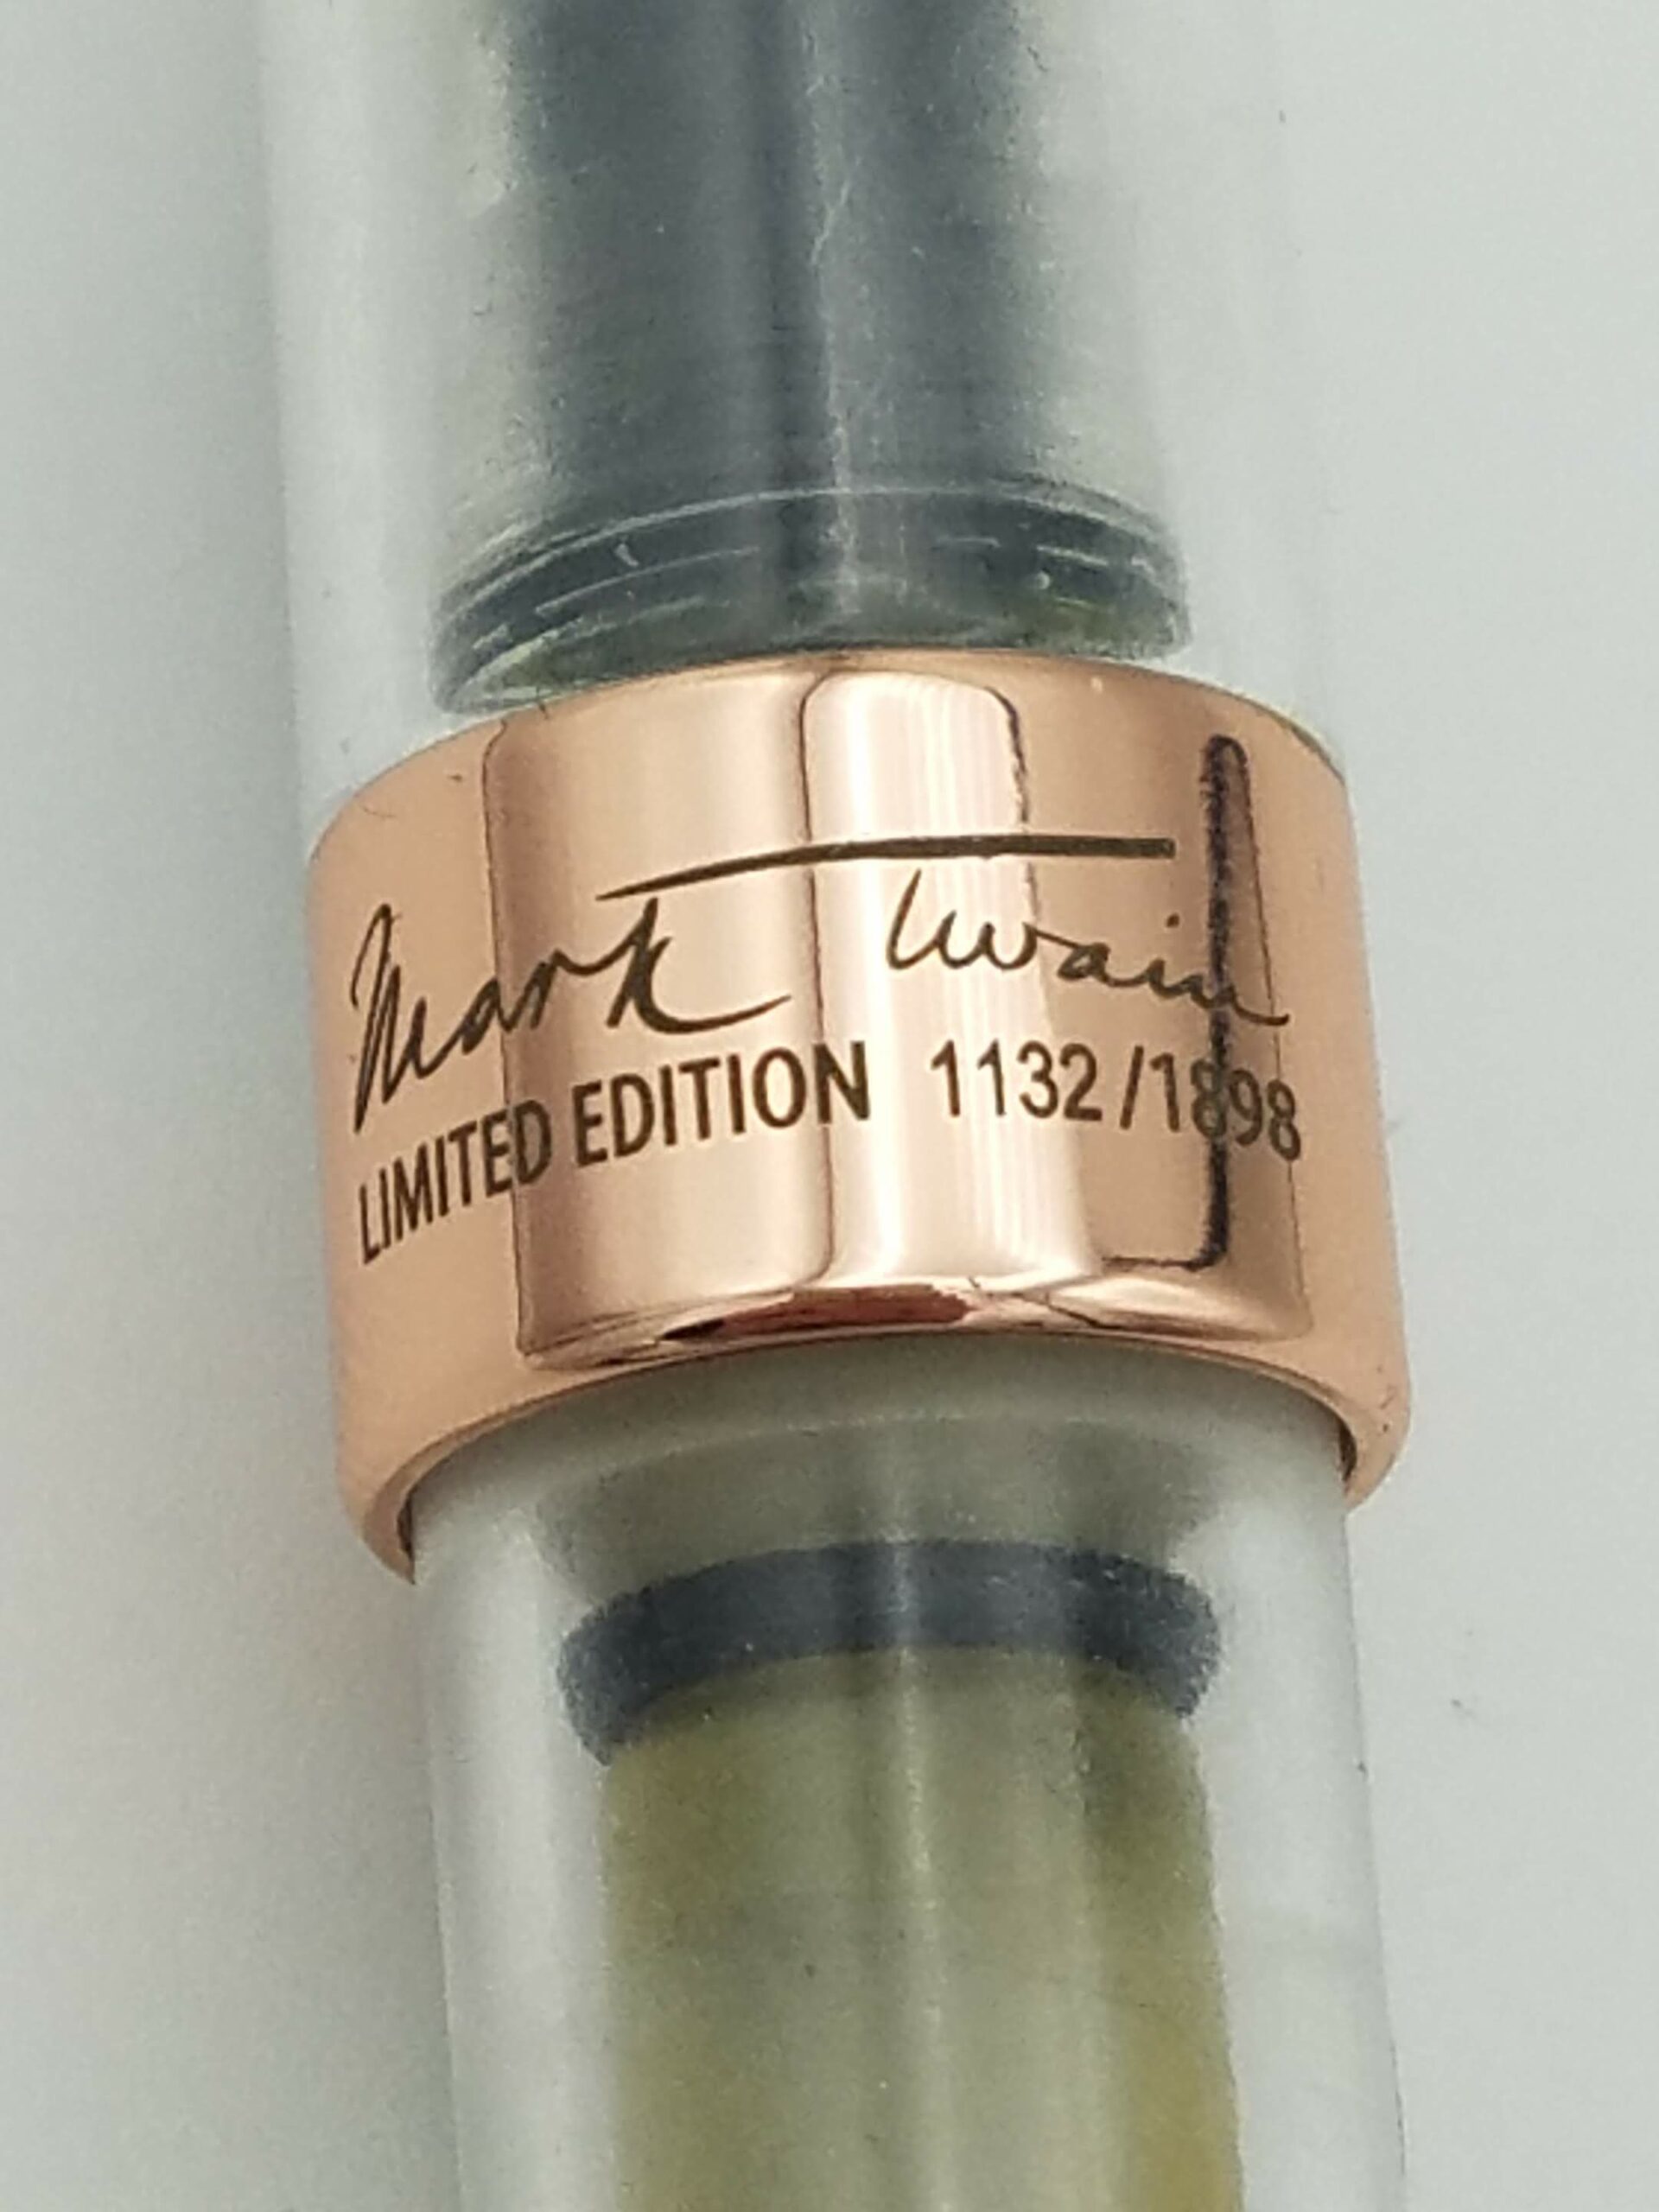 Mark Twain
LIMITED EDITION 1132/1898